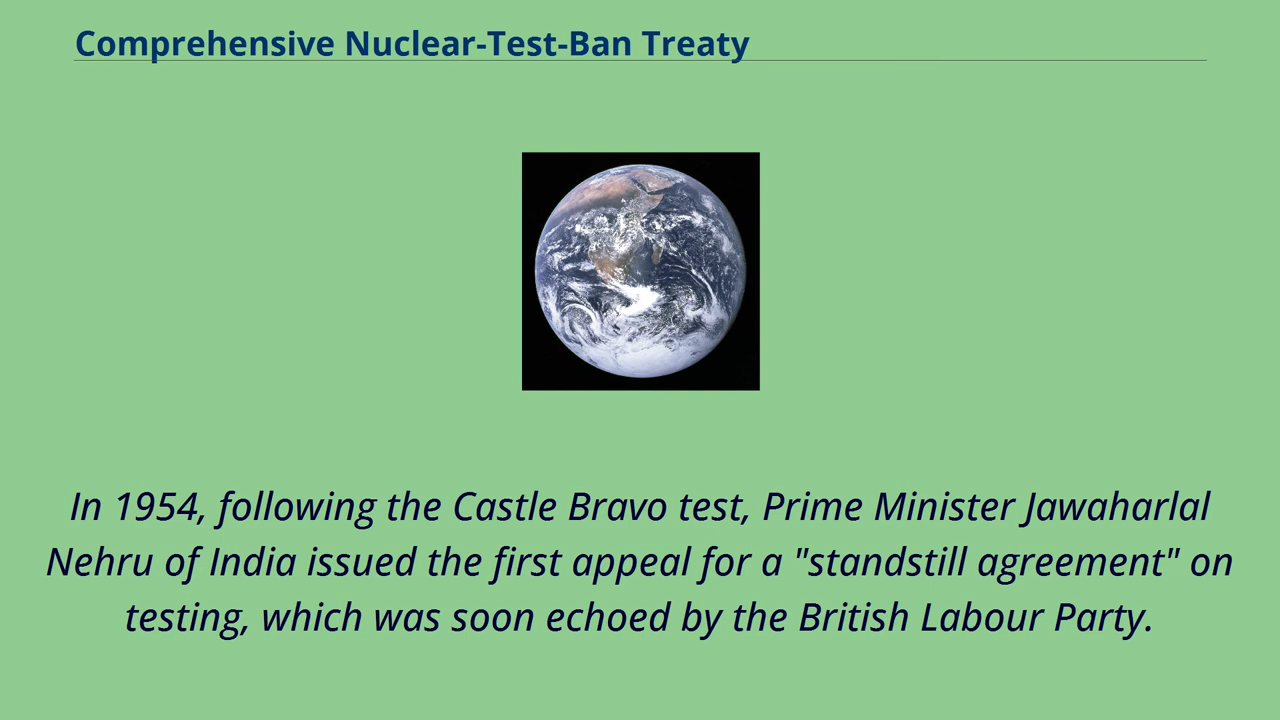 Comprehensive Nuclear-Test-Ban Treaty
In 1954, following the Castle Bravo test, Prime Minister Jawaharlal
Nehru of India issued the first appeal for a "standstill agreement" on
testing, which was soon echoed by the British Labour Party.